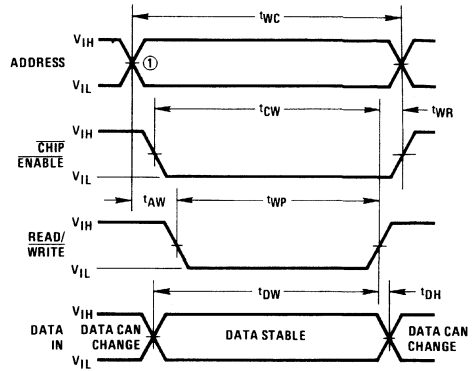 tWC
VIH
ADDRESS
①
VIL
tCW
tWR
VIH
CHIP
ENABLE
VIL
tAW
tWP
VIH
READ/
WRITE
VIL
tDW
tDH
VIH
DATA
IN
DATA CAN
CHANGE
DATA STABLE
DATA CAN
CHANGE
VIL